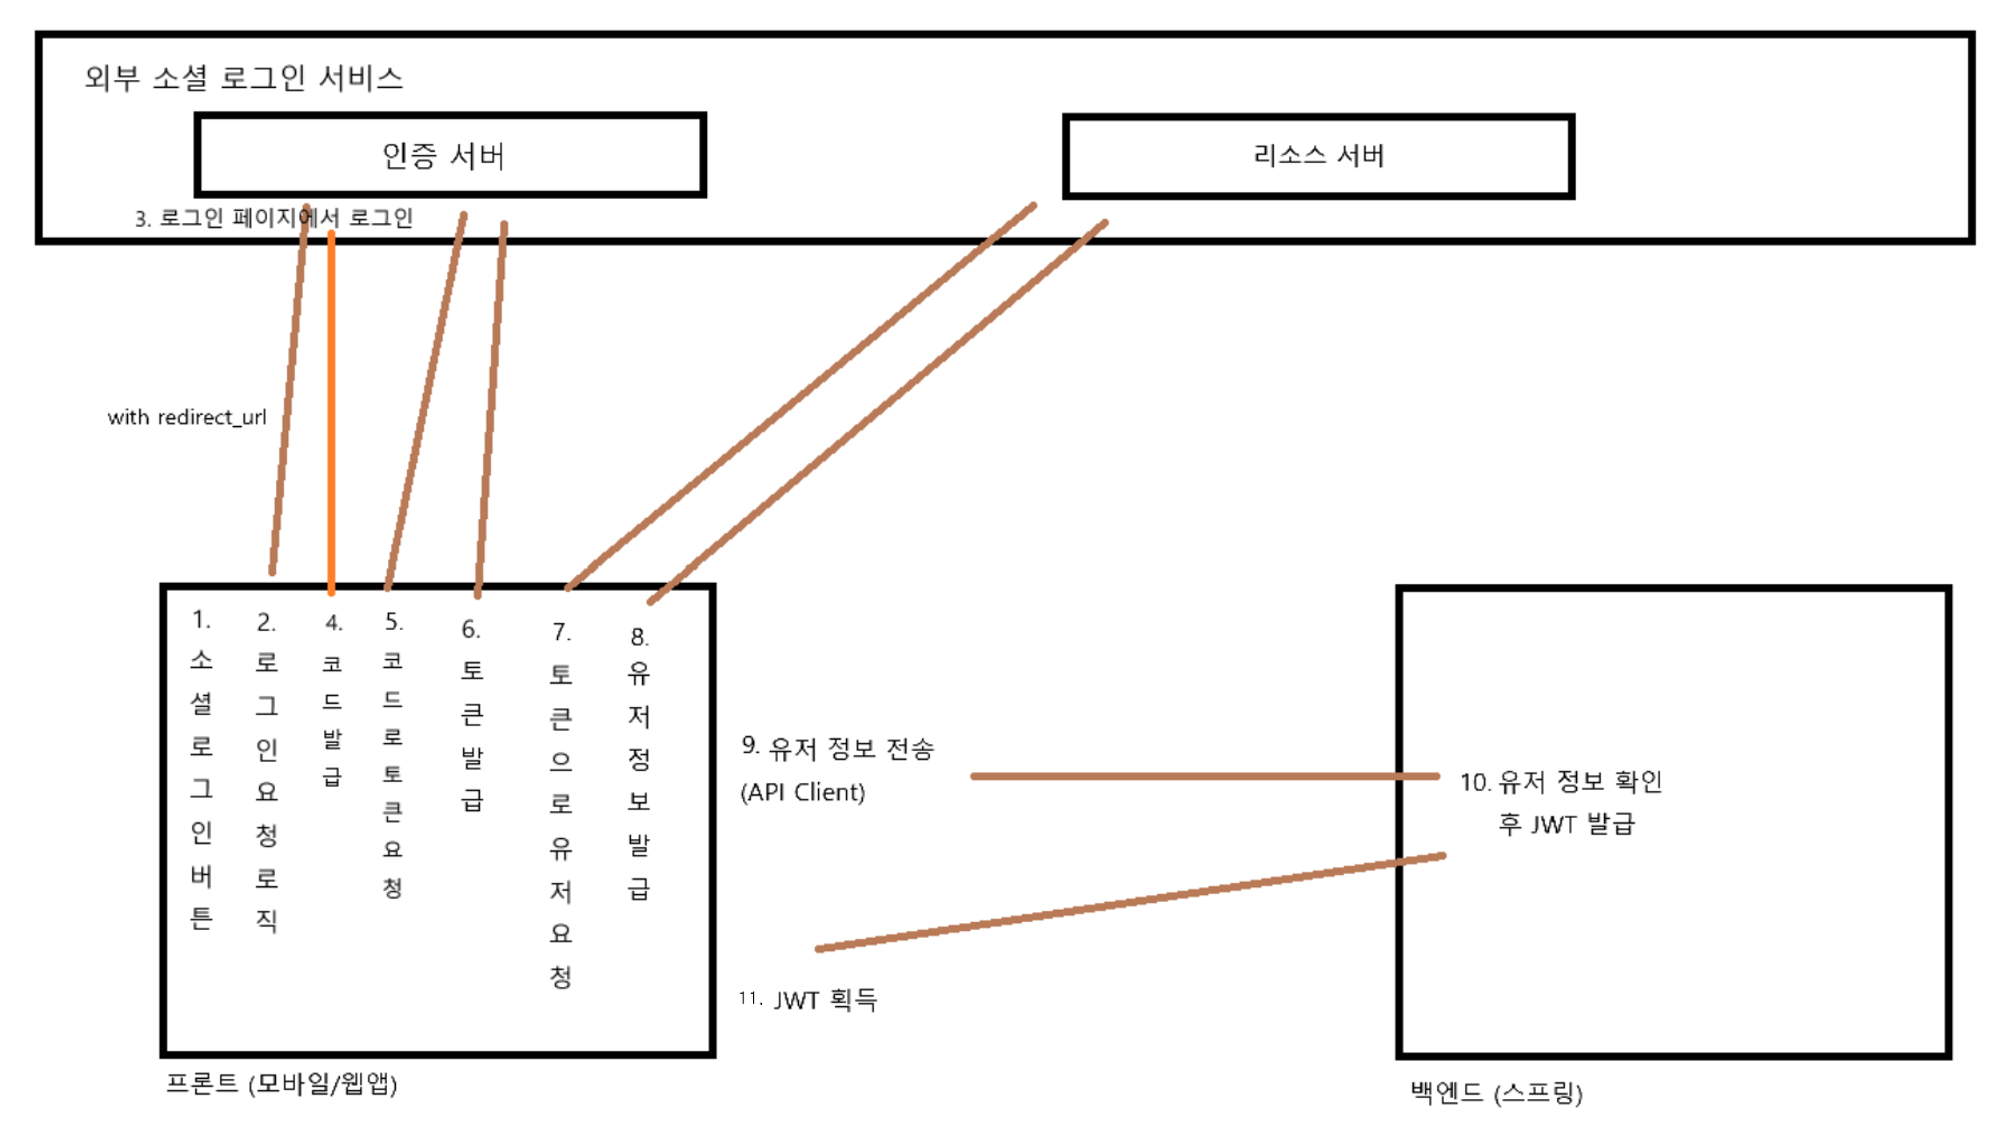 외부 소셜 로그인 서비스
인증 서버
리소스 서버
3. 로그인 페이지에서 로그인
with redirect_url
1. 소셜로그인버튼
2. 로그인요청로직
4. 코드발급
5. 코드로토큰요청
6. 토큰발급
7. 토큰으로유저요청
8. 유저정보발급
9. 유저 정보 전송
(API Client)
10. 유저 정보 확인
후 JWT 발급
11. JWT 획득
프론트 (모바일/웹앱)
백엔드 (스프링)